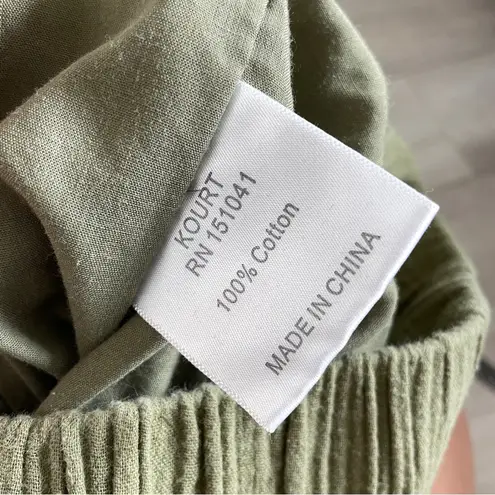 KOURT
RN 151041
100% Cotton
MADE IN CHINA